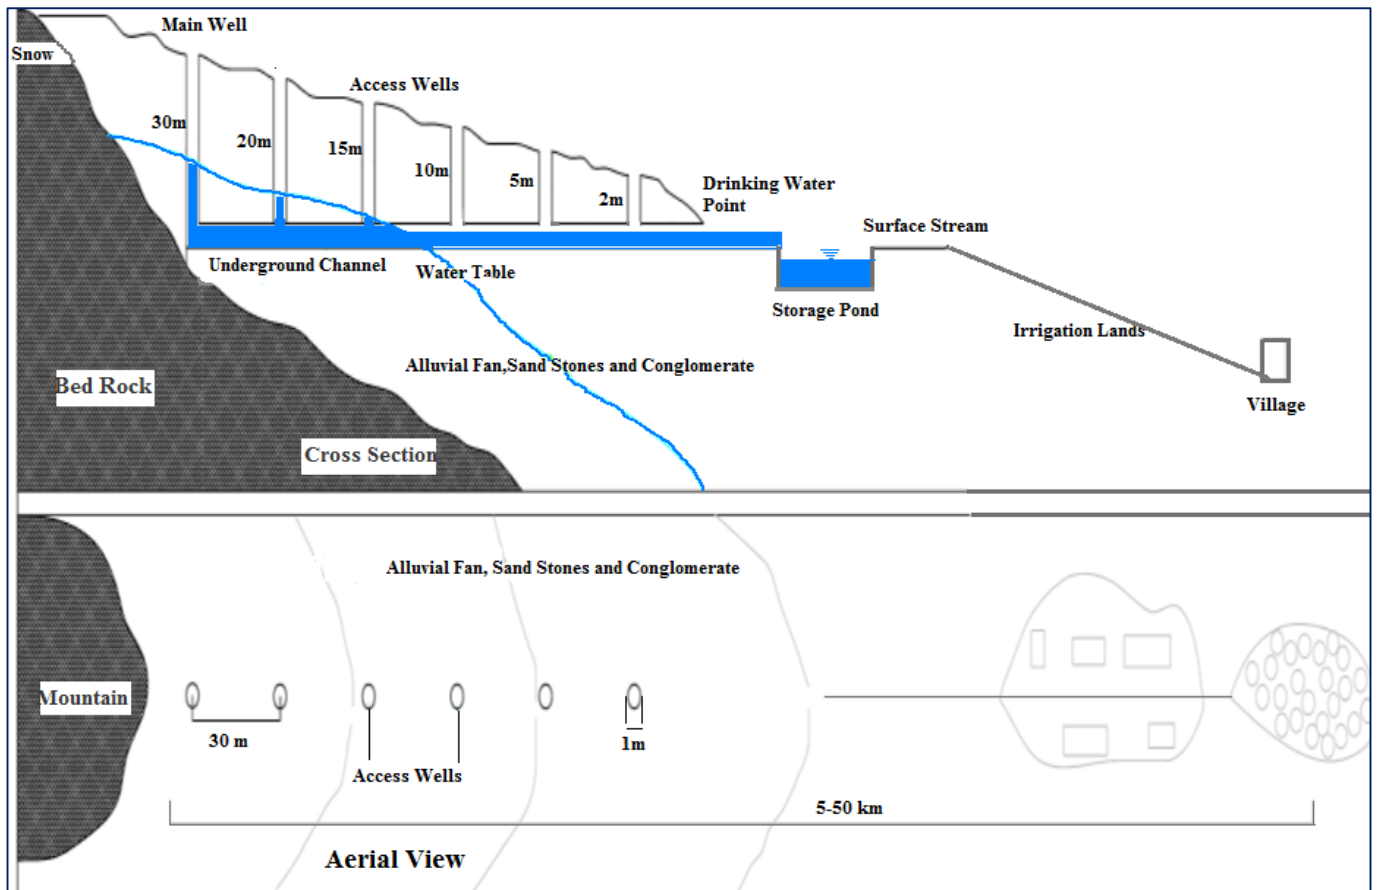 Main Well
Snow
Access Wells
30m
20m
15m
10m
5m
2m
Drinking Water
Point
Surface Stream
Underground Channel
Water Table
Storage Pond
Irrigation Lands
Alluvial Fan,Sand Stones and Conglomerate
Bed Rock
Village
Cross Section
Alluvial Fan, Sand Stones and Conglomerate
Mountain
30 m
1m
Access Wells
5-50 km
Aerial View